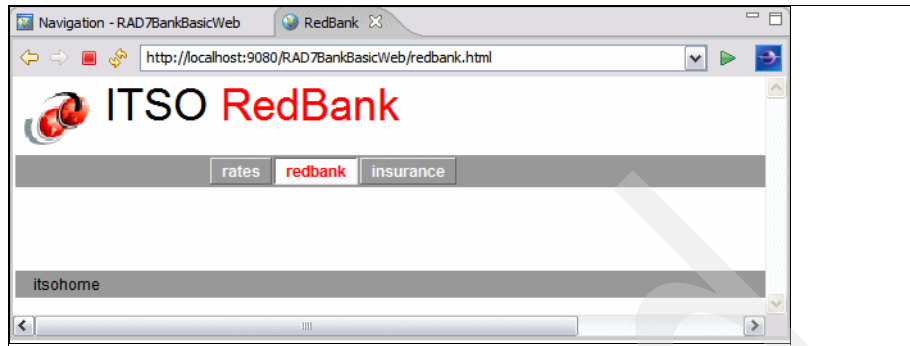 Navigation - RAD7BankBasicWeb RedBank
http://localhost:9080/RAD7BankBasicWeb/redbank.html
ITSO RedBank
rates redbank insurance
itsohome